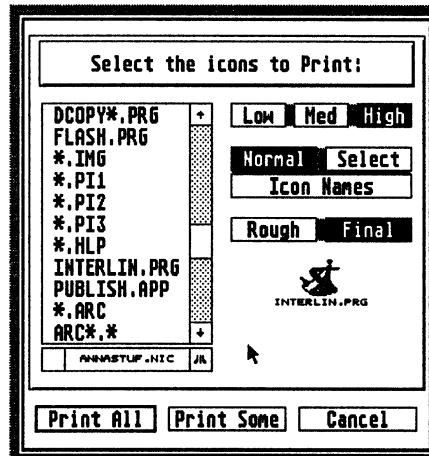 Select the icons to Print:
DCOPY*.PRG
FLASH.PRG
*.IMG
*.PI1
*.PI2
*.PI3
*.HLP
INTERLIN.PRG
PUBLISH.APP
*.ARC
ARC*.*
ANNASTUF.NIC
Low Med High
Normal Select
Icon Names
Rough Final
INTERLIN.PRG
Print All Print Some Cancel